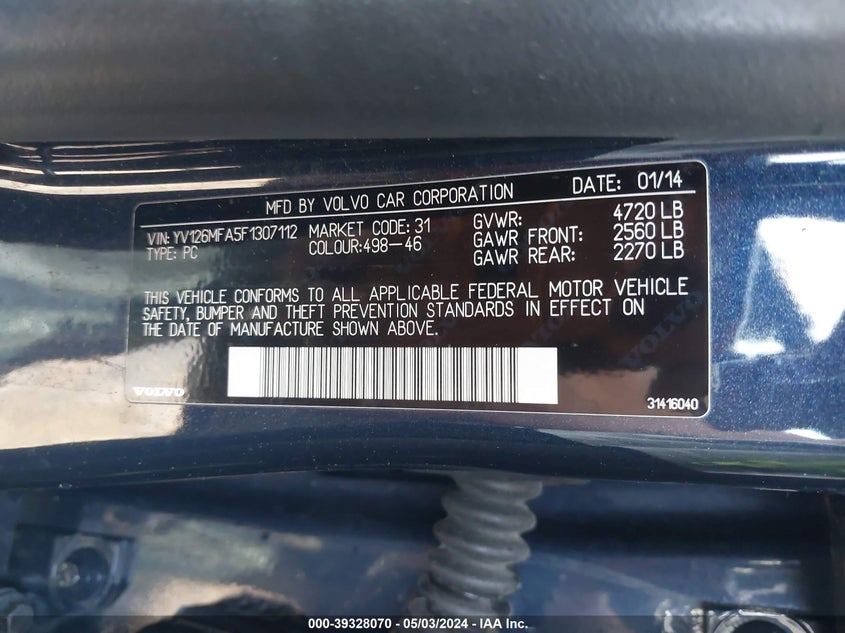 MFD BY VOLVO CAR CORPORATION DATE: 01/14
VIN: YV126MFA5F1307112 MARKET CODE: 31 GVWR: 4720 LB
TYPE: PC COLOUR:498-46 GAWR FRONT: 2560 LB
GAWR REAR: 2270 LB
THIS VEHICLE CONFORMS TO ALL APPLICABLE FEDERAL MOTOR VEHICLE
SAFETY, BUMPER AND THEFT PREVENTION STANDARDS IN EFFECT ON
THE DATE OF MANUFACTURE SHOWN ABOVE.
VOLVO 31416040
000-39328070 - 05/03/2024 - IAA Inc.